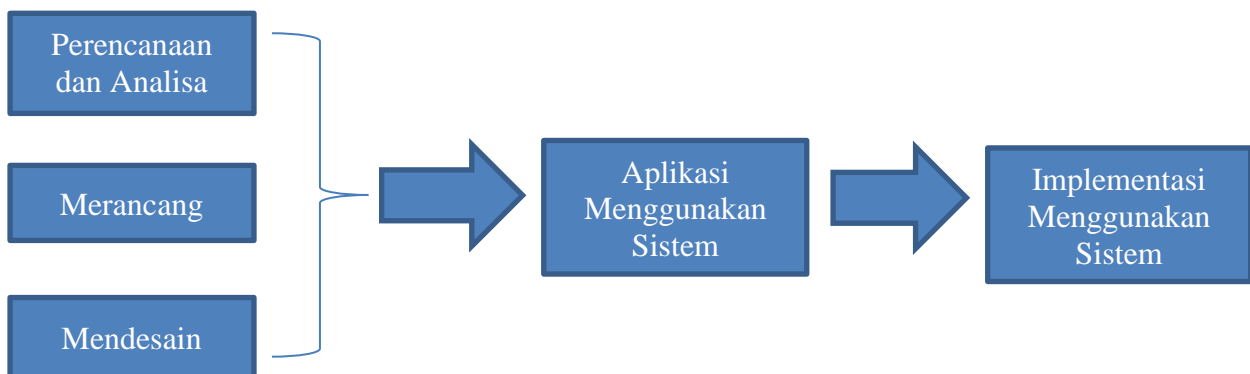 Perencanaan
dan Analisa
Merancang
Mendesain
Aplikasi
Menggunakan
Sistem
Implementasi
Menggunakan
Sistem